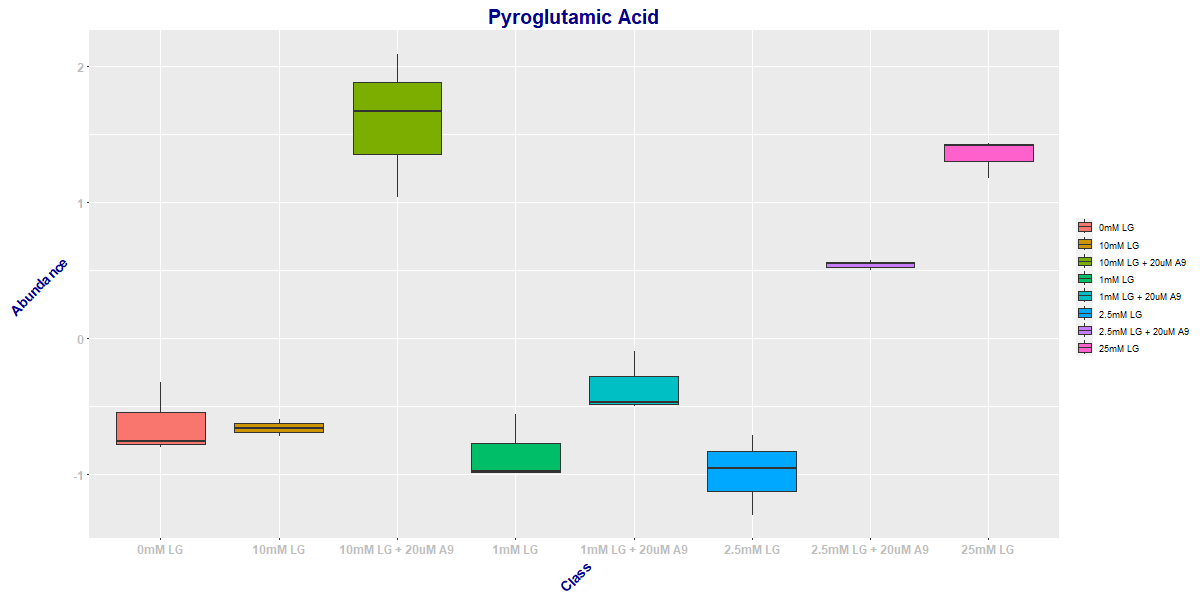 Pyroglutamic Acid
2
1
0
-1
Abundance
0mM LG
10mM LG
10mM LG + 20uM A9
1mM LG
1mM LG + 20uM A9
2.5mM LG
2.5mM LG + 20uM A9
25mM LG
Class
0mM LG
10mM LG
10mM LG + 20uM A9
1mM LG
1mM LG + 20uM A9
2.5mM LG
2.5mM LG + 20uM A9
25mM LG